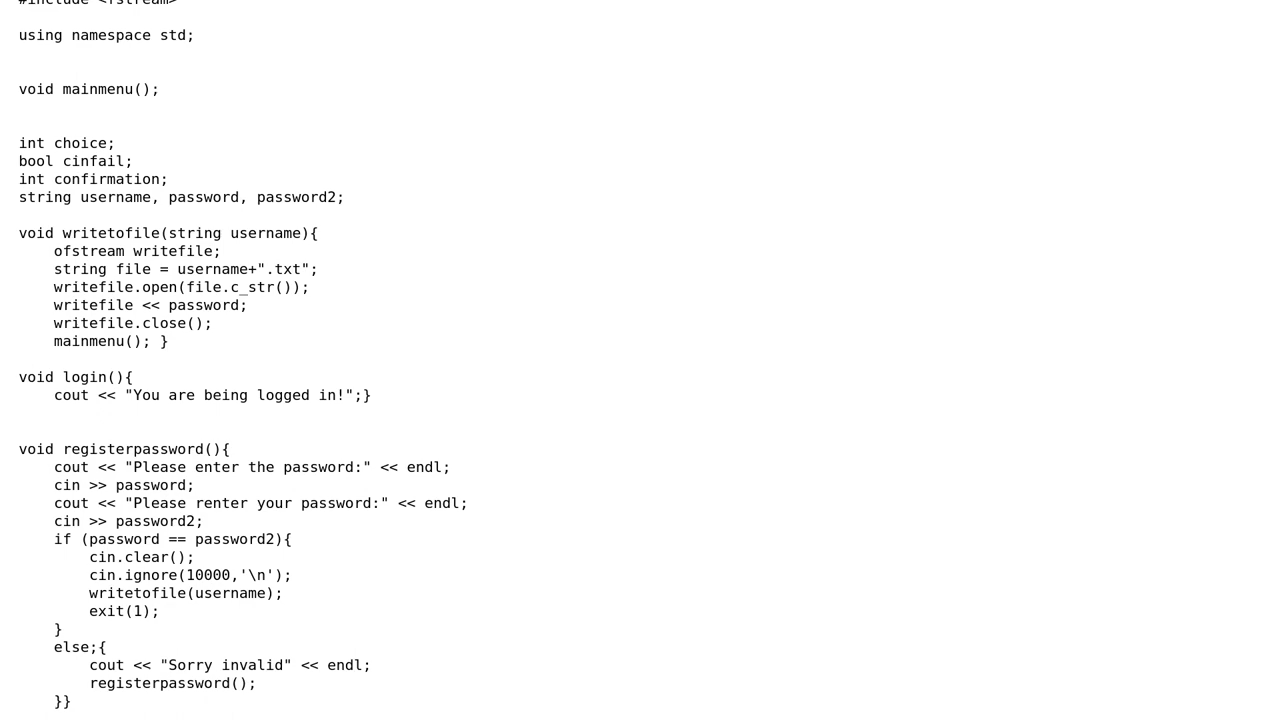 #include <fstream>
using namespace std;
void mainmenu();
int choice;
bool cinfail;
int confirmation;
string username, password, password2;
void writetofile(string username){
    ofstream writefile;
    string file = username+".txt";
    writefile.open(file.c_str());
    writefile << password;
    writefile.close();
    mainmenu(); }
void login(){
    cout << "You are being logged in!";}
void registerpassword(){
    cout << "Please enter the password:" << endl;
    cin >> password;
    cout << "Please renter your password:" << endl;
    cin >> password2;
    if (password == password2){
        cin.clear();
        cin.ignore(10000,'\n');
        writetofile(username);
        exit(1);
    }
    else;{
        cout << "Sorry invalid" << endl;
        registerpassword();
    }}